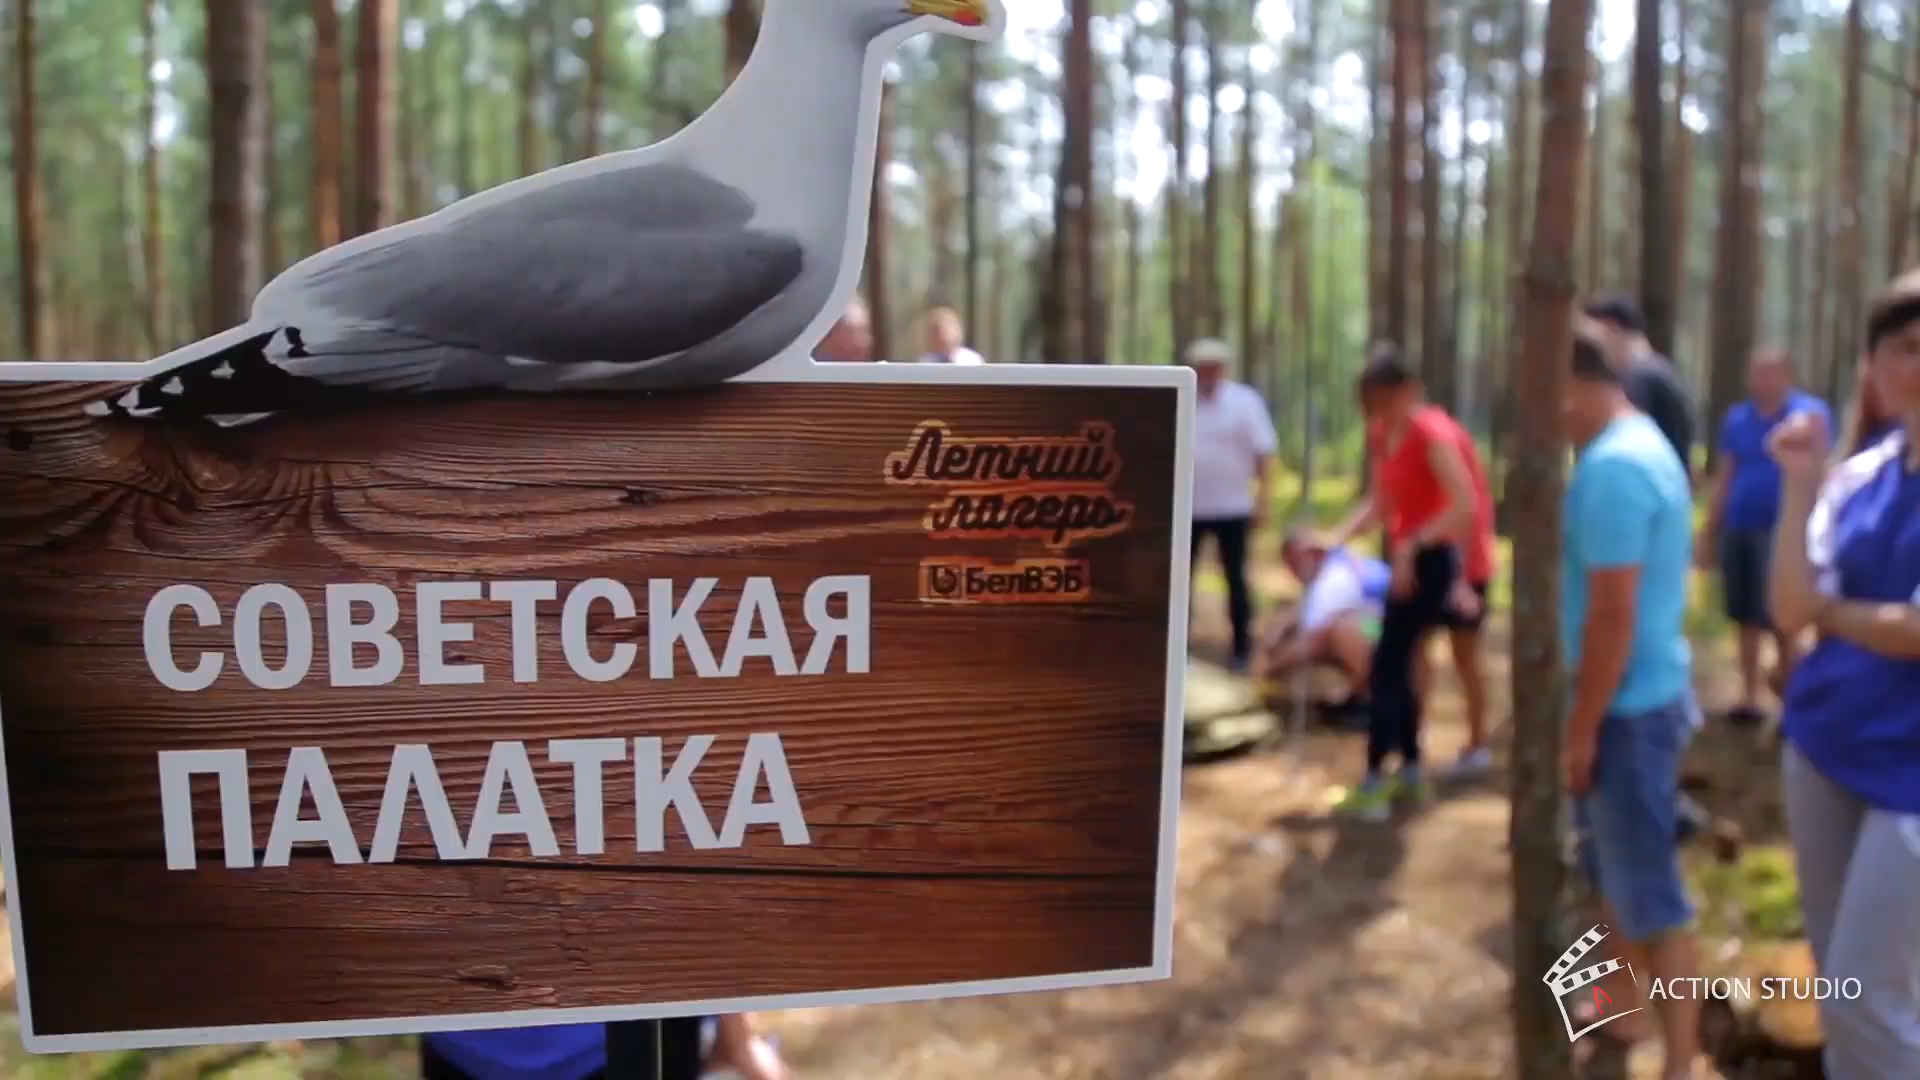 Летний
лагерь
БелВЭБ
СОВЕТСКАЯ
ПАЛАТКА
ACTION STUDIO